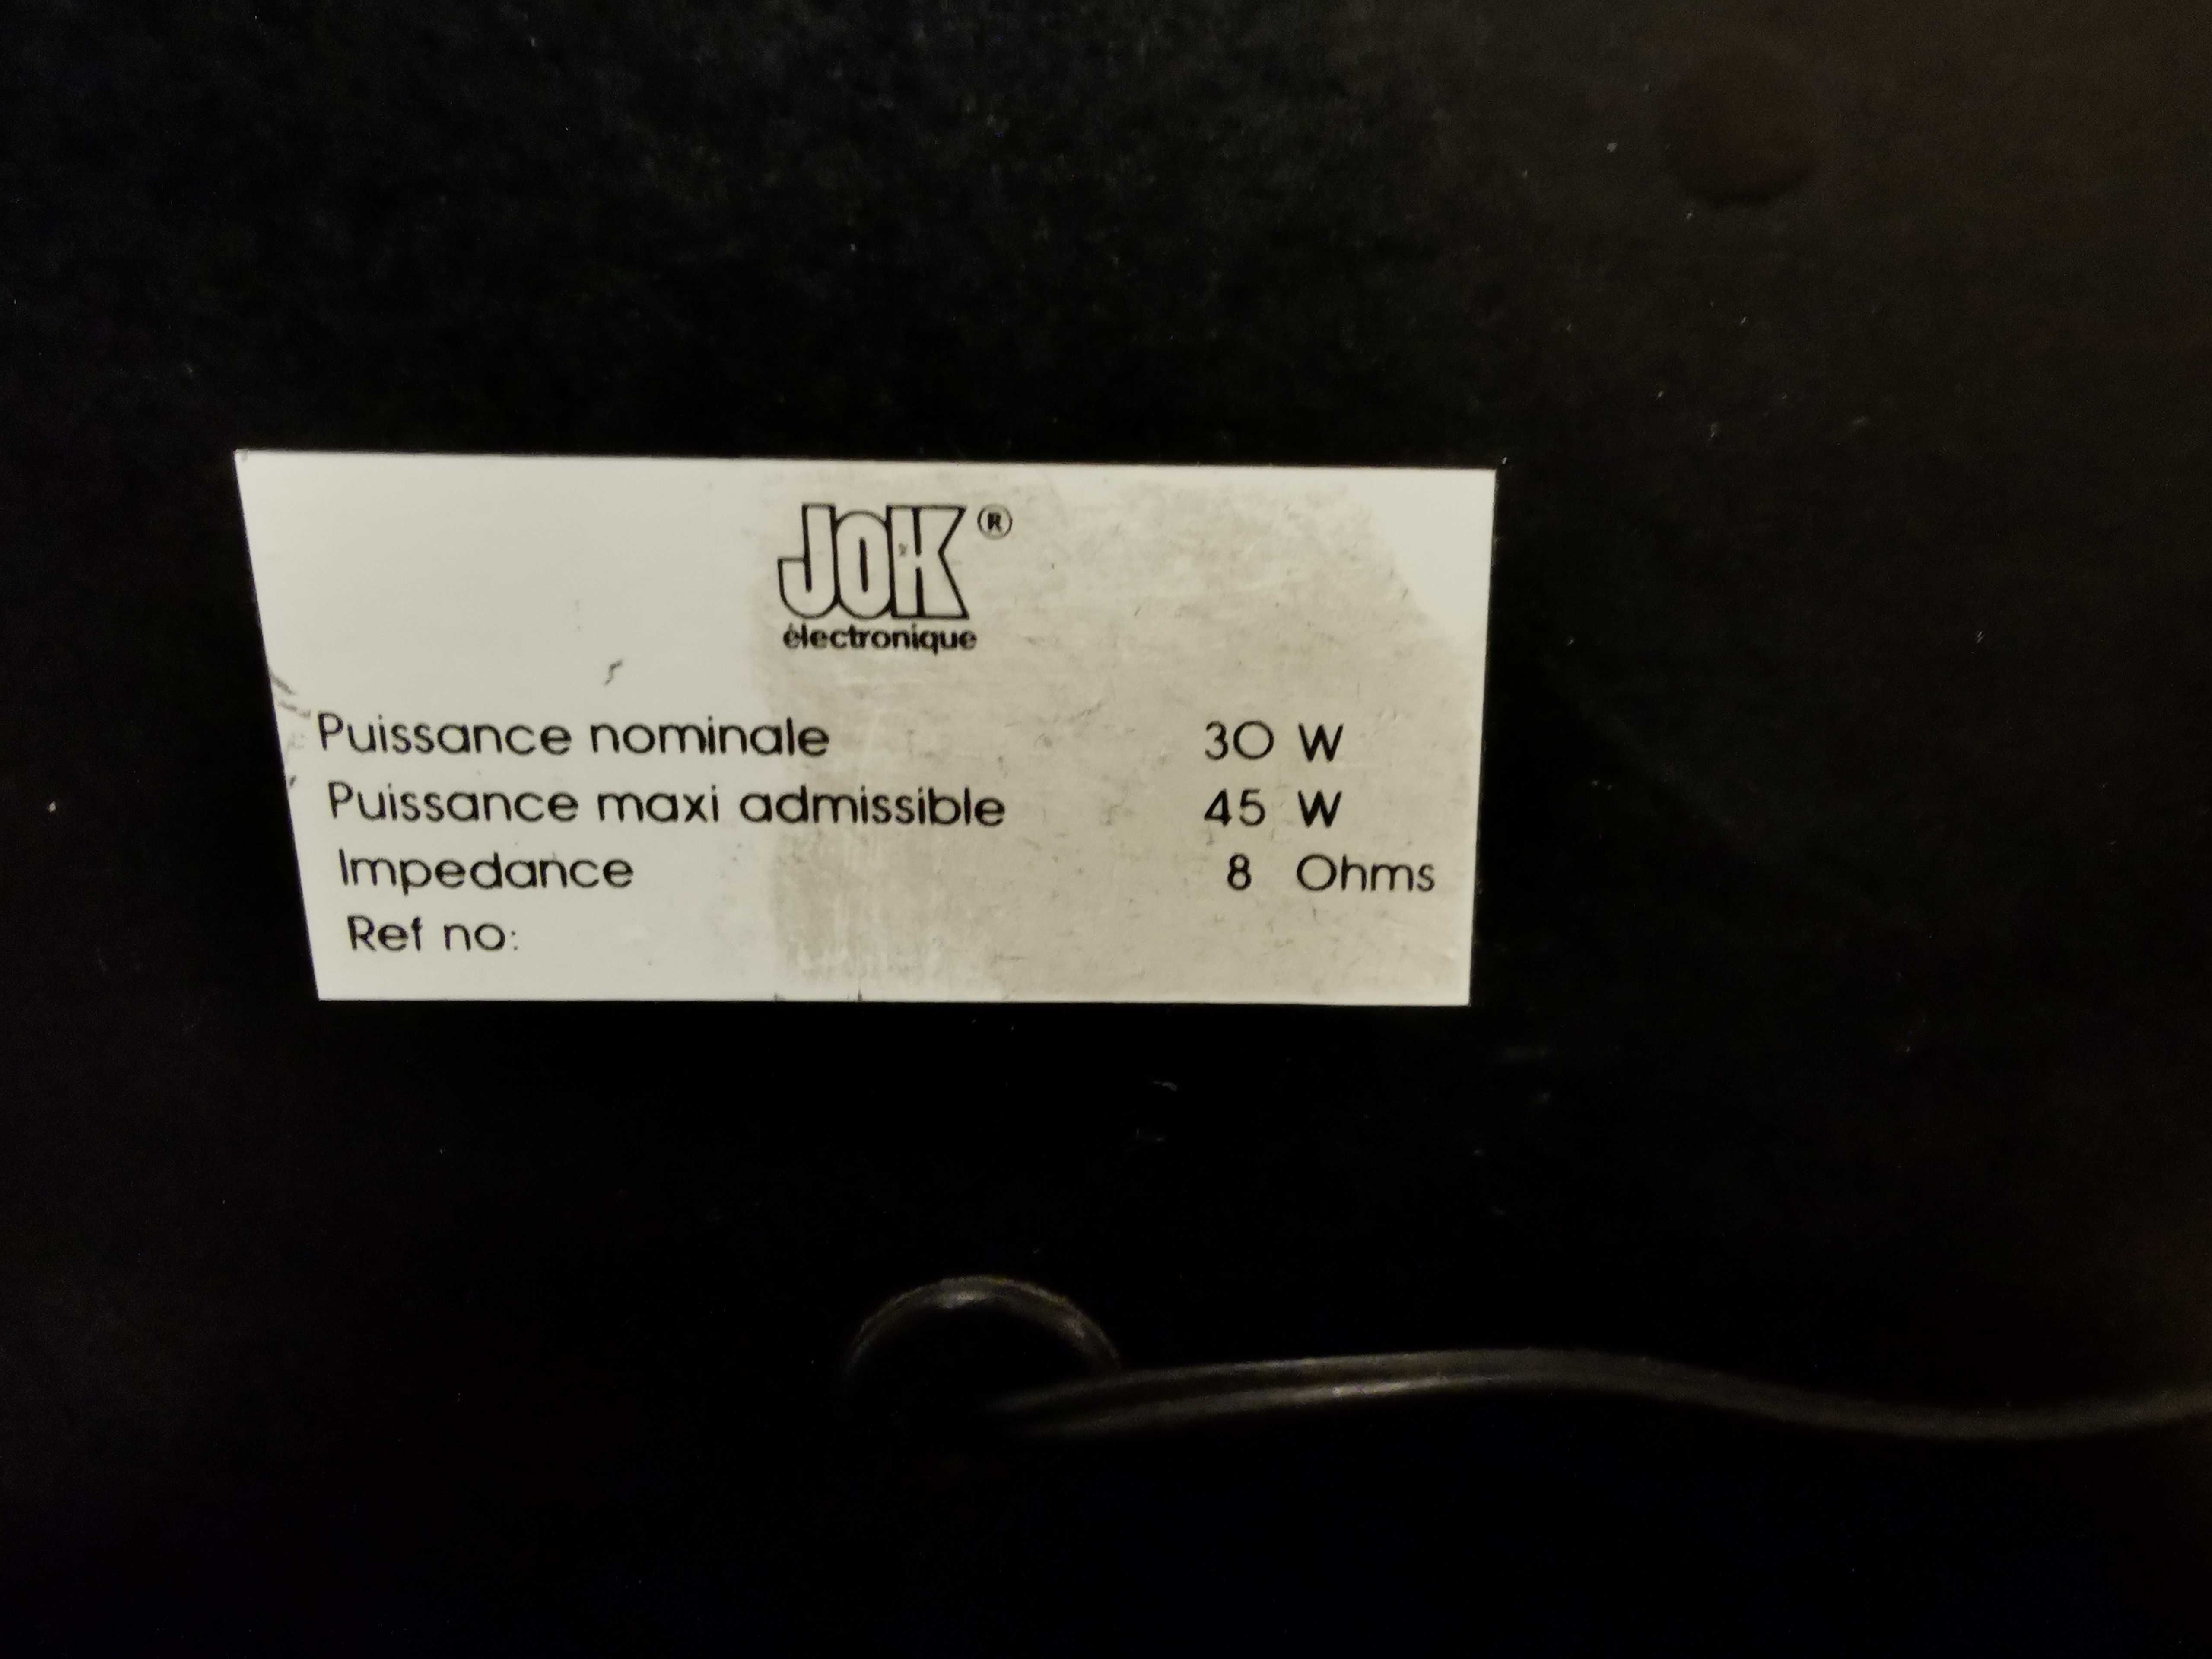 JOK ®
électronique
Puissance nominale 30 W
Puissance maxi admissible 45 W
Impedance 8 Ohms
Ref no: